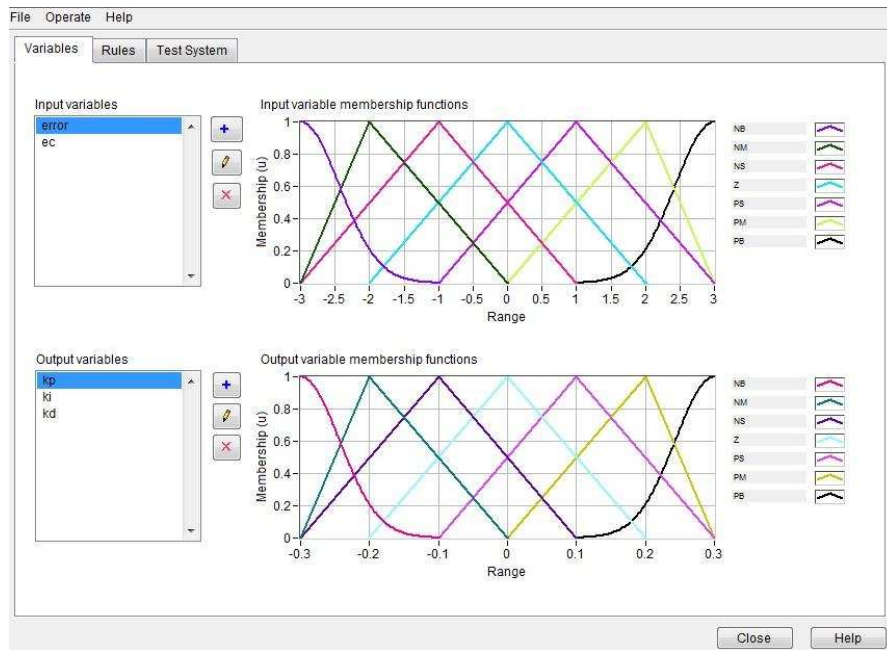 File Operate Help
Variables Rules Test System
Input variables
error
ec
Input variable membership functions
Membership (u)
1
0.8
0.6
0.4
0.2
0
-3 -2.5 -2 -1.5 -1 -0.5 0 0.5 1 1.5 2 2.5 3
Range
NB
NM
NS
Z
PS
PM
PB
Output variables
kp
ki
kd
Output variable membership functions
Membership (u)
1
0.8
0.6
0.4
0.2
0
-0.3 -0.2 -0.1 0 0.1 0.2 0.3
Range
NB
NM
NS
Z
PS
PM
PB
Close Help